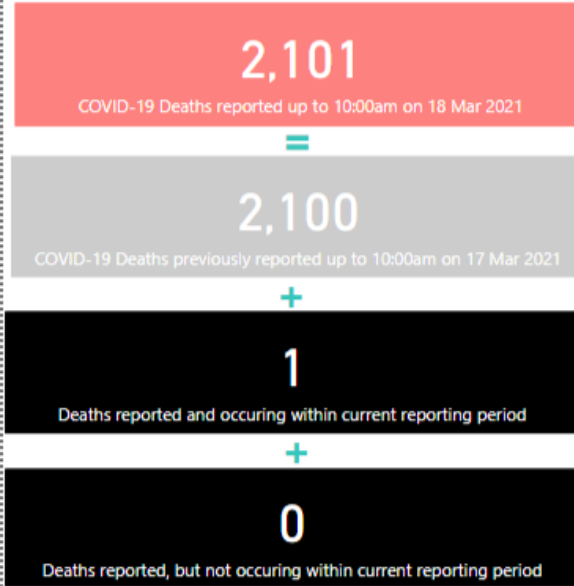 2,101
COVID-19 Deaths reported up to 10:00am on 18 Mar 2021
=
2,100
COVID-19 Deaths previously reported up to 10:00am on 17 Mar 2021
+
1
Deaths reported and occuring within current reporting period
+
0
Deaths reported, but not occuring within current reporting period